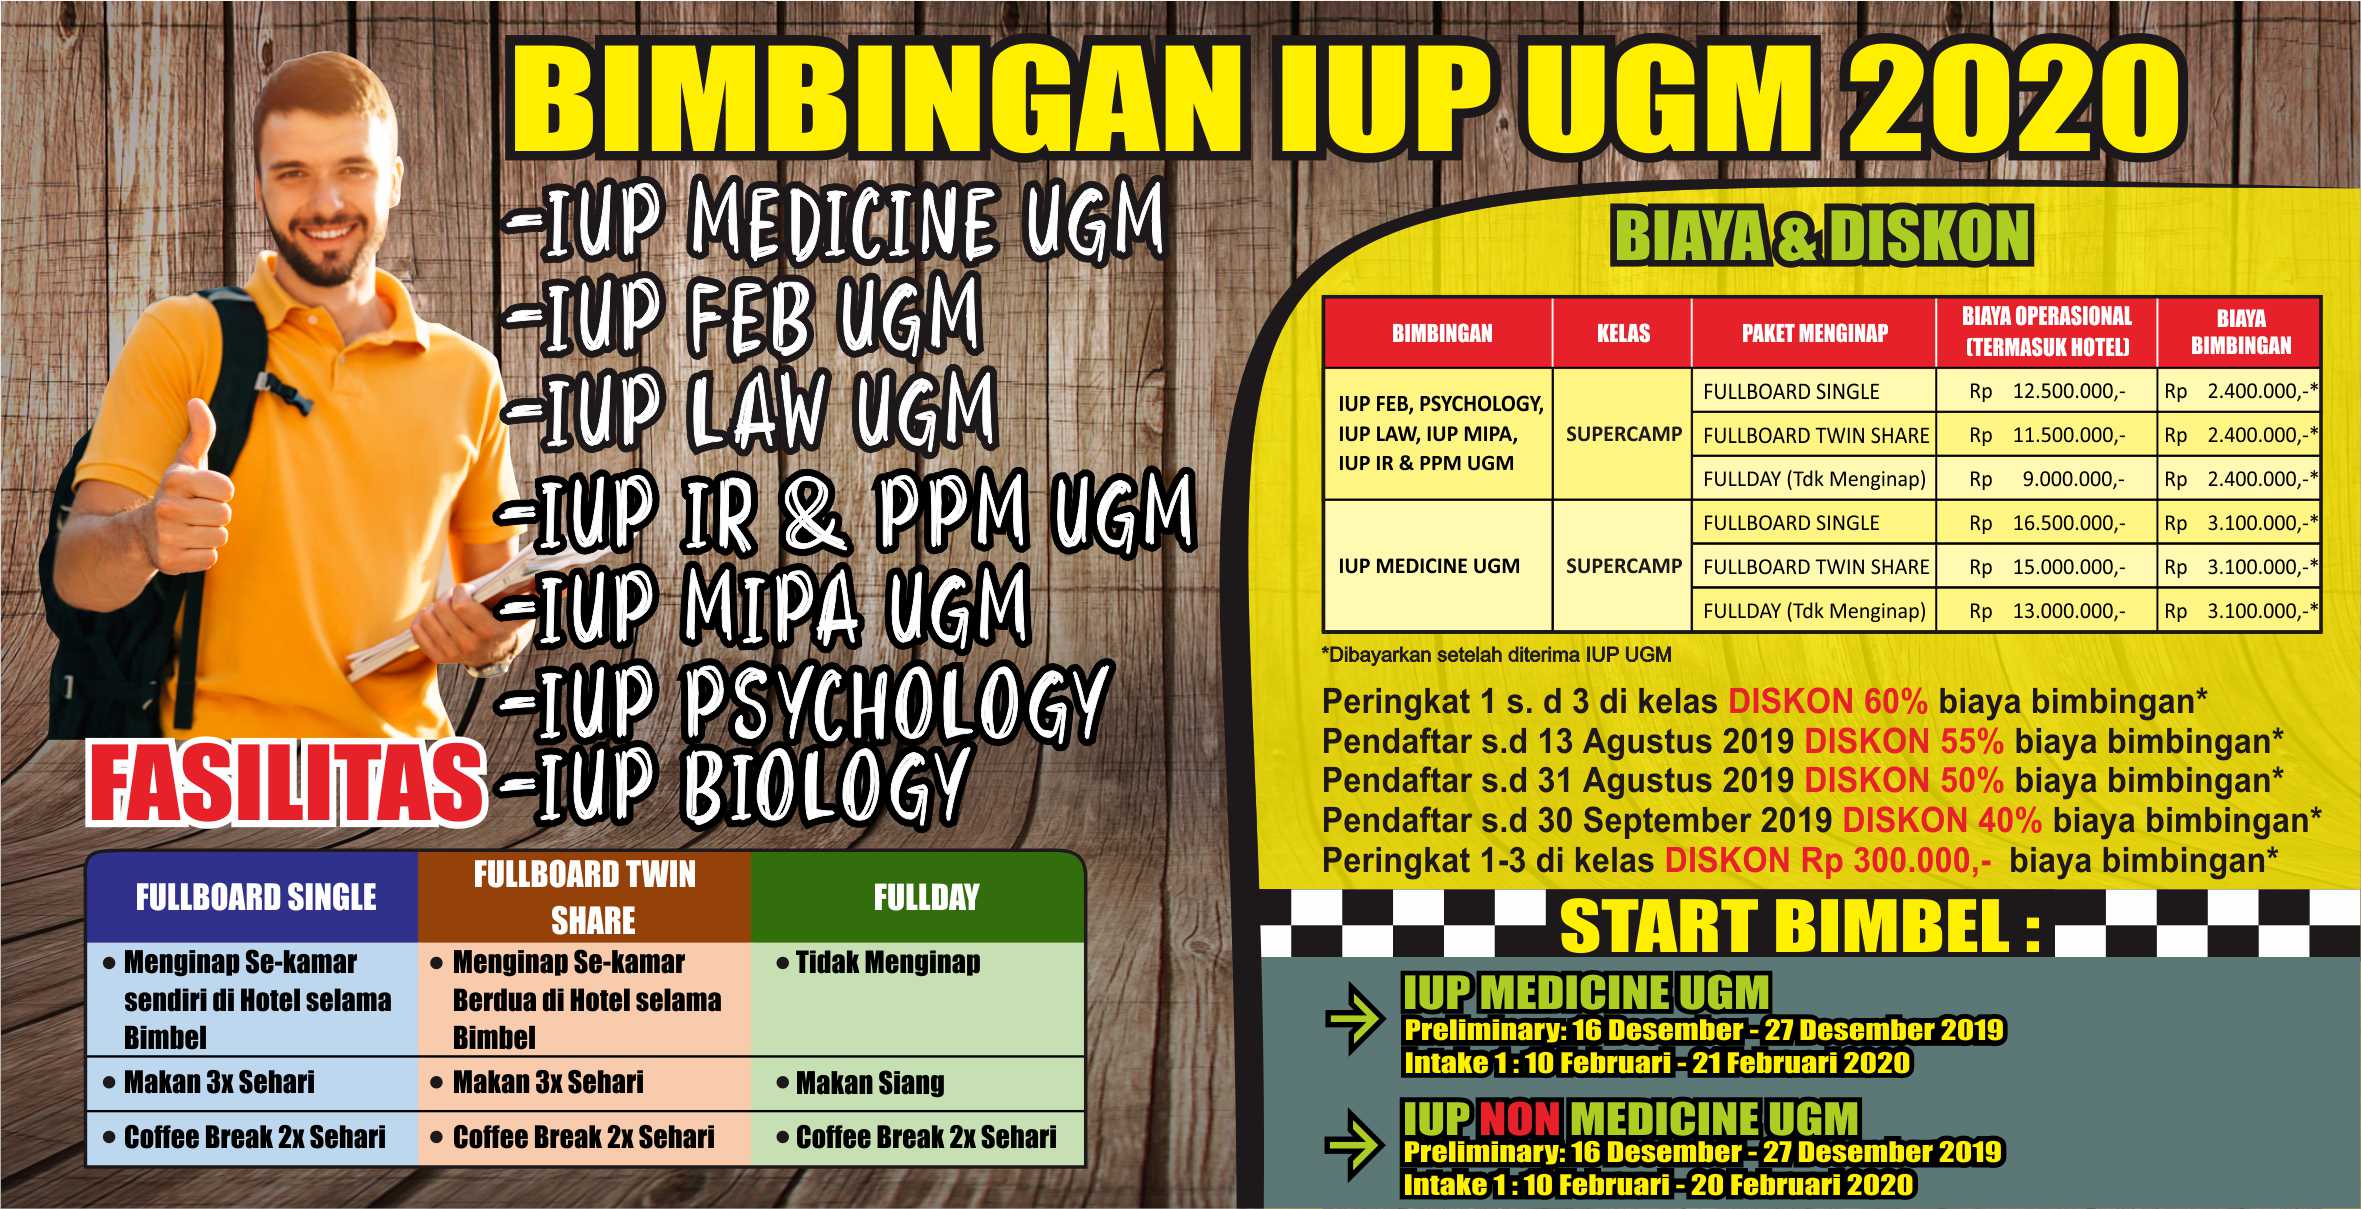 BIMBINGAN IUP UGM 2020
-IUP MEDICINE UGM
-IUP FEB UGM
-IUP LAW UGM
-IUP IR & PPM UGM
-IUP MIPA UGM
-IUP PSYCHOLOGY
-IUP BIOLOGY
FASILITAS
FULLBOARD SINGLE
FULLBOARD TWIN
SHARE
FULLDAY
• Menginap Se-kamar
sendiri di Hotel selama
Bimbel
• Menginap Se-kamar
Berdua di Hotel selama
Bimbel
• Tidak Menginap
• Makan 3x Sehari
• Makan 3x Sehari
• Makan Siang
• Coffee Break 2x Sehari
• Coffee Break 2x Sehari
• Coffee Break 2x Sehari
BIAYA & DISKON
BIMBINGAN
KELAS
PAKET MENGINAP
BIAYA OPERASIONAL
(TERMASUK HOTEL)
BIAYA
BIMBINGAN
IUP FEB, PSYCHOLOGY,
IUP LAW, IUP MIPA,
IUP IR & PPM UGM
SUPERCAMP
FULLBOARD SINGLE Rp 12.500.000,- Rp 2.400.000,-*
FULLBOARD TWIN SHARE Rp 11.500.000,- Rp 2.400.000,-*
FULLDAY (Tdk Menginap) Rp 9.000.000,- Rp 2.400.000,-*
IUP MEDICINE UGM
SUPERCAMP
FULLBOARD SINGLE Rp 16.500.000,- Rp 3.100.000,-*
FULLBOARD TWIN SHARE Rp 15.000.000,- Rp 3.100.000,-*
FULLDAY (Tdk Menginap) Rp 13.000.000,- Rp 3.100.000,-*
*Dibayarkan setelah diterima IUP UGM
Peringkat 1 s. d 3 di kelas DISKON 60% biaya bimbingan*
Pendaftar s.d 13 Agustus 2019 DISKON 55% biaya bimbingan*
Pendaftar s.d 31 Agustus 2019 DISKON 50% biaya bimbingan*
Pendaftar s.d 30 September 2019 DISKON 40% biaya bimbingan*
Peringkat 1-3 di kelas DISKON Rp 300.000,- biaya bimbingan*
START BIMBEL :
IUP MEDICINE UGM
Preliminary: 16 Desember - 27 Desember 2019
Intake 1 : 10 Februari - 21 Februari 2020
IUP NON MEDICINE UGM
Preliminary: 16 Desember - 27 Desember 2019
Intake 1 : 10 Februari - 20 Februari 2020